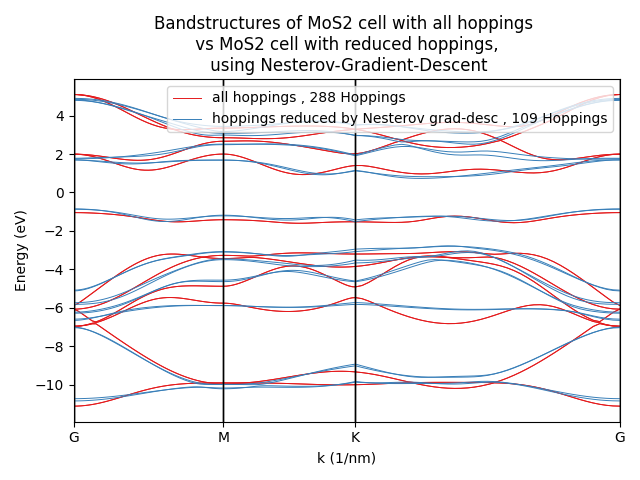 Bandstructures of MoS2 cell with all hoppings
vs MoS2 cell with reduced hoppings,
using Nesterov-Gradient-Descent
all hoppings , 288 Hoppings
hoppings reduced by Nesterov grad-desc , 109 Hoppings
Energy (eV)
4
2
0
−2
−4
−6
−8
−10
G
M
K
G
k (1/nm)